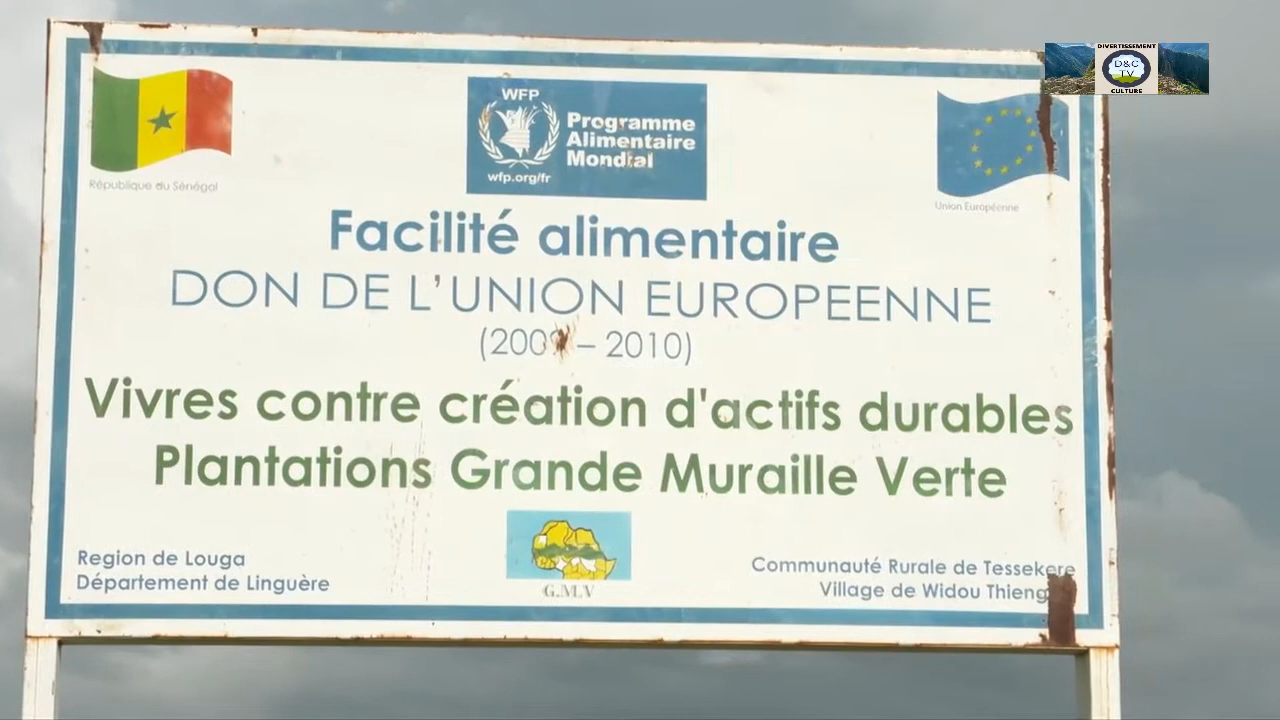 DIVERTISSEMENT
D&C
TV
CULTURE
WFP
Programme
Alimentaire
Mondial
wfp.org/fr
République du Sénégal
Union Européenne
Facilité alimentaire
DON DE L'UNION EUROPEENNE
– 2010)
Vivres contre création d'actifs durables
Plantations Grande Muraille Verte
G.M.V
Region de Louga
Département de Linguère
Communauté Rurale de Tessekere
Village de Widou